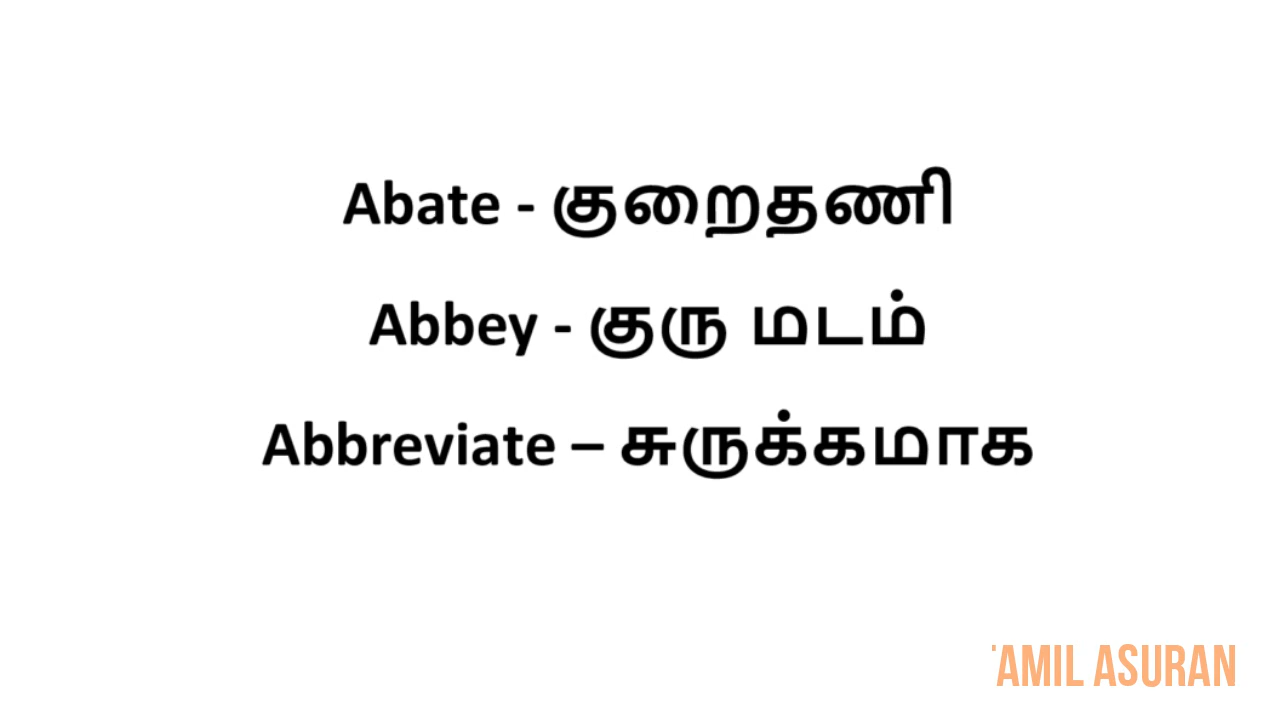 Abate - குறைதணி
Abbey - குரு மடம்
Abbreviate – சுருக்கமாக
'AMIL ASURAN